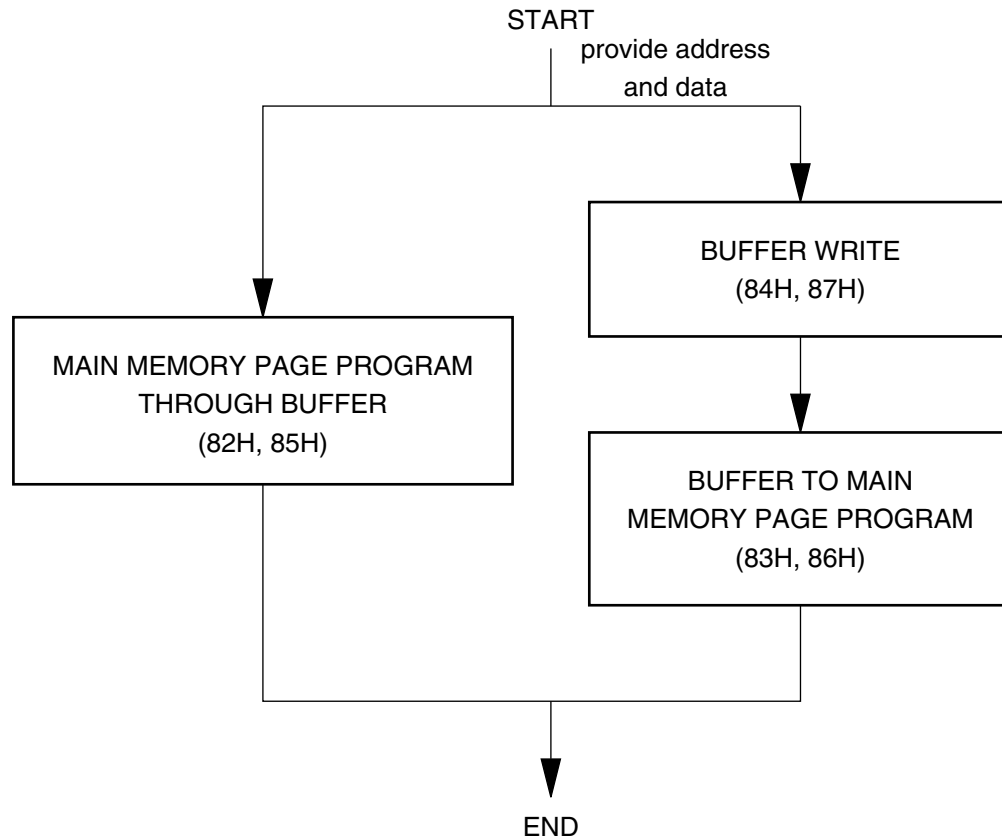 START
provide address
and data
BUFFER WRITE
(84H, 87H)
MAIN MEMORY PAGE PROGRAM
THROUGH BUFFER
(82H, 85H)
BUFFER TO MAIN
MEMORY PAGE PROGRAM
(83H, 86H)
END